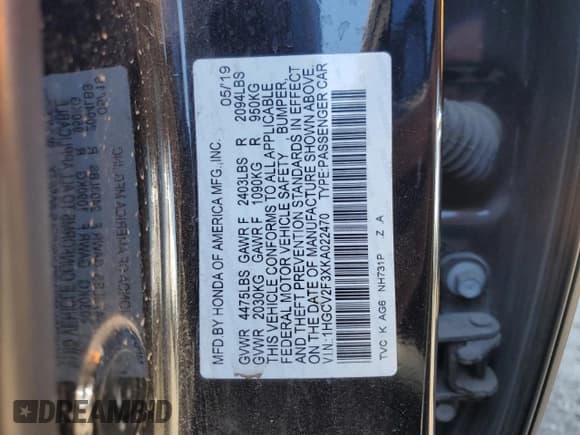 MFD BY HONDA OF AMERICA MFG.,INC. 05/19
GVWR 4475LBS GAWR F 2403LBS R 2094LBS
GVWR 2030KG GAWR F 1090KG R 950KG
THIS VEHICLE CONFORMS TO ALL APPLICABLE
FEDERAL MOTOR VEHICLE SAFETY , BUMPER,
AND THEFT PREVENTION STANDARDS IN EFFECT
ON THE DATE OF MANUFACTURE SHOWN ABOVE.
V.I.N.: 1HGCV2F3XKA022470 TYPE:PASSENGER CAR
TVC K AG6 NH731P Z A
DREAMBID